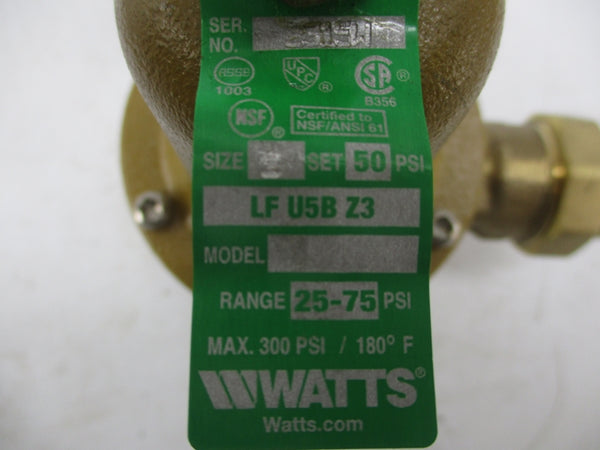 SER.
NO.
ASSE
1003
UPC
®
SA
®
B356
NSF
®
Certified to
NSF/ANSI 61
SIZE SET 50 PSI
LF U5B Z3
MODEL
RANGE 25-75 PSI
MAX. 300 PSI / 180° F
WATTS®
Watts.com